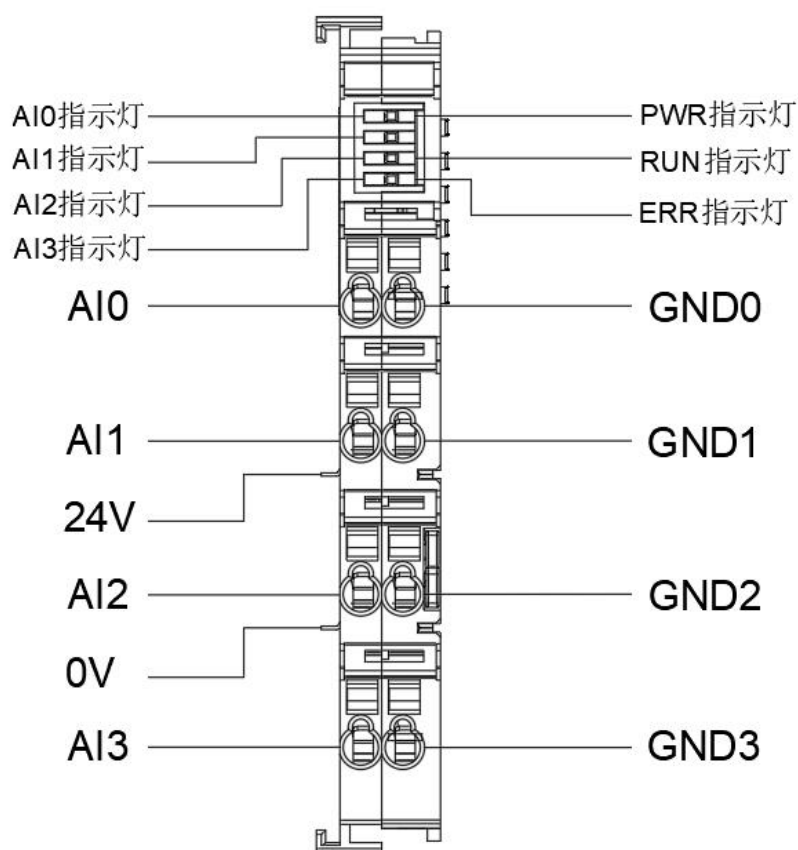 AI0指示灯
AI1指示灯
AI2指示灯
AI3指示灯
PWR指示灯
RUN指示灯
ERR指示灯
AI0
GND0
AI1
GND1
24V
AI2
GND2
0V
AI3
GND3